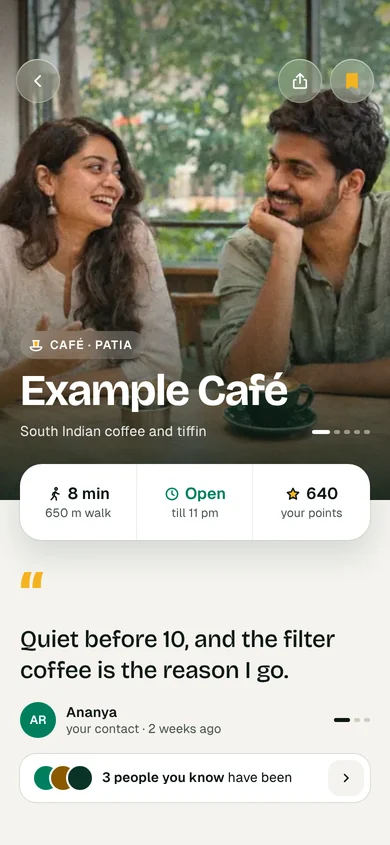 CAFÉ · PATIA
Example Café
South Indian coffee and tiffin
8 min
650 m walk
Open
till 11 pm
640
your points
“
Quiet before 10, and the filter
coffee is the reason I go.
AR
Ananya
your contact · 2 weeks ago
3 people you know have been